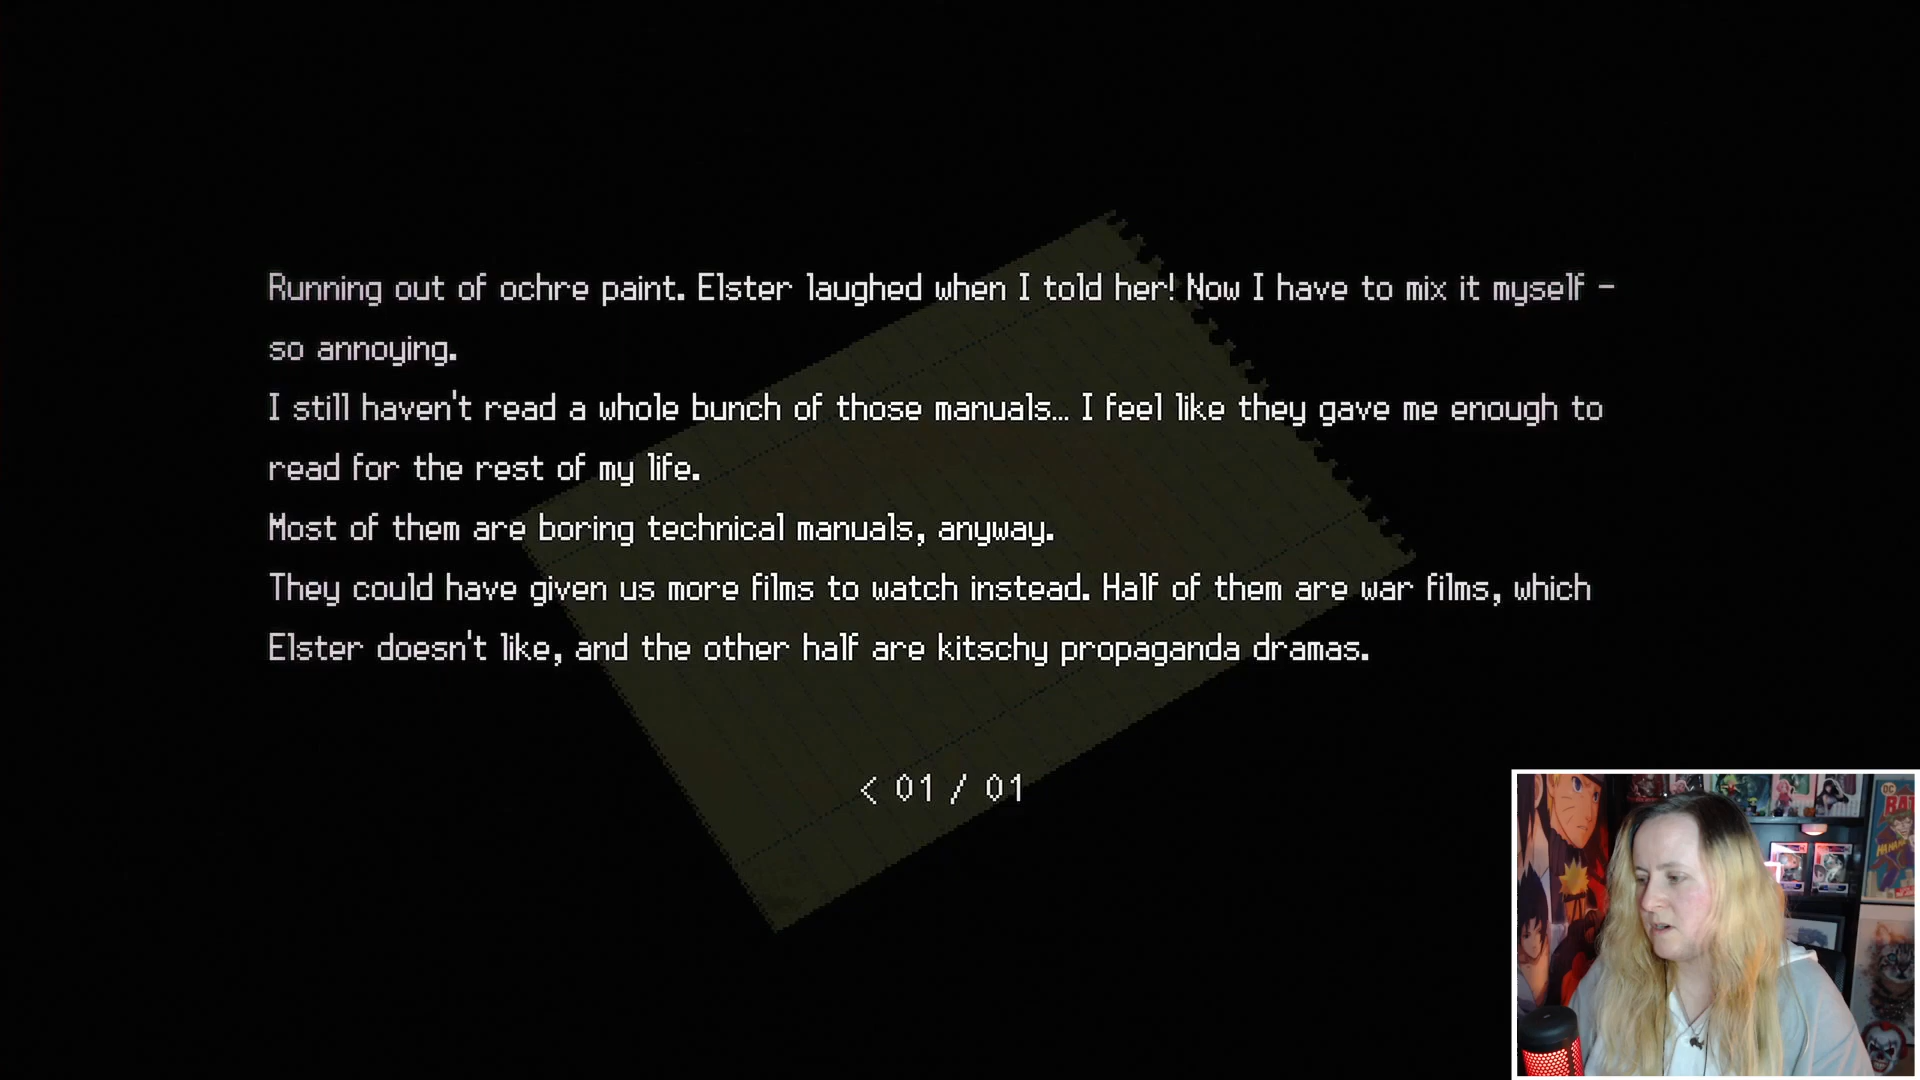 Running out of ochre paint. Elster laughed when I told her! Now I have to mix it myself –
so annoying.
I still haven't read a whole bunch of those manuals... I feel like they gave me enough to
read for the rest of my life.
Most of them are boring technical manuals, anyway.
They could have given us more films to watch instead. Half of them are war films, which
Elster doesn't like, and the other half are kitschy propaganda dramas.
< 01 / 01
DC